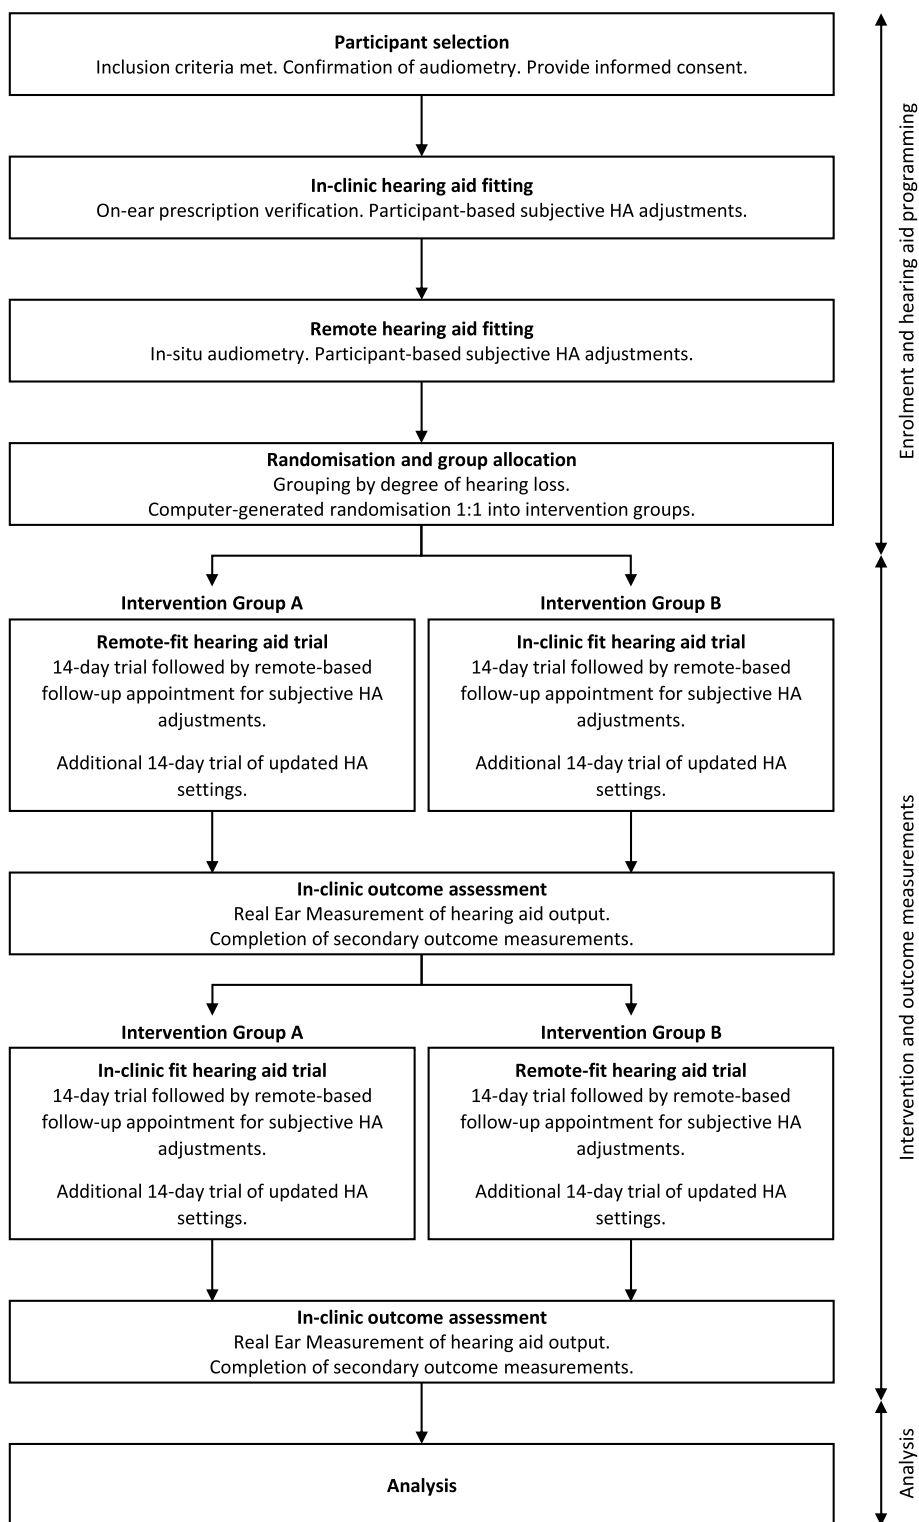 Participant selection
Inclusion criteria met. Confirmation of audiometry. Provide informed consent.
In-clinic hearing aid fitting
On-ear prescription verification. Participant-based subjective HA adjustments.
Remote hearing aid fitting
In-situ audiometry. Participant-based subjective HA adjustments.
Randomisation and group allocation
Grouping by degree of hearing loss.
Computer-generated randomisation 1:1 into intervention groups.
Enrolment and hearing aid programming
Intervention Group A
Remote-fit hearing aid trial
14-day trial followed by remote-based
follow-up appointment for subjective HA
adjustments.
Additional 14-day trial of updated HA
settings.
Intervention Group B
In-clinic fit hearing aid trial
14-day trial followed by remote-based
follow-up appointment for subjective HA
adjustments.
Additional 14-day trial of updated HA
settings.
In-clinic outcome assessment
Real Ear Measurement of hearing aid output.
Completion of secondary outcome measurements.
Intervention Group A
In-clinic fit hearing aid trial
14-day trial followed by remote-based
follow-up appointment for subjective HA
adjustments.
Additional 14-day trial of updated HA
settings.
Intervention Group B
Remote-fit hearing aid trial
14-day trial followed by remote-based
follow-up appointment for subjective HA
adjustments.
Additional 14-day trial of updated HA
settings.
In-clinic outcome assessment
Real Ear Measurement of hearing aid output.
Completion of secondary outcome measurements.
Intervention and outcome measurements
Analysis
Analysis